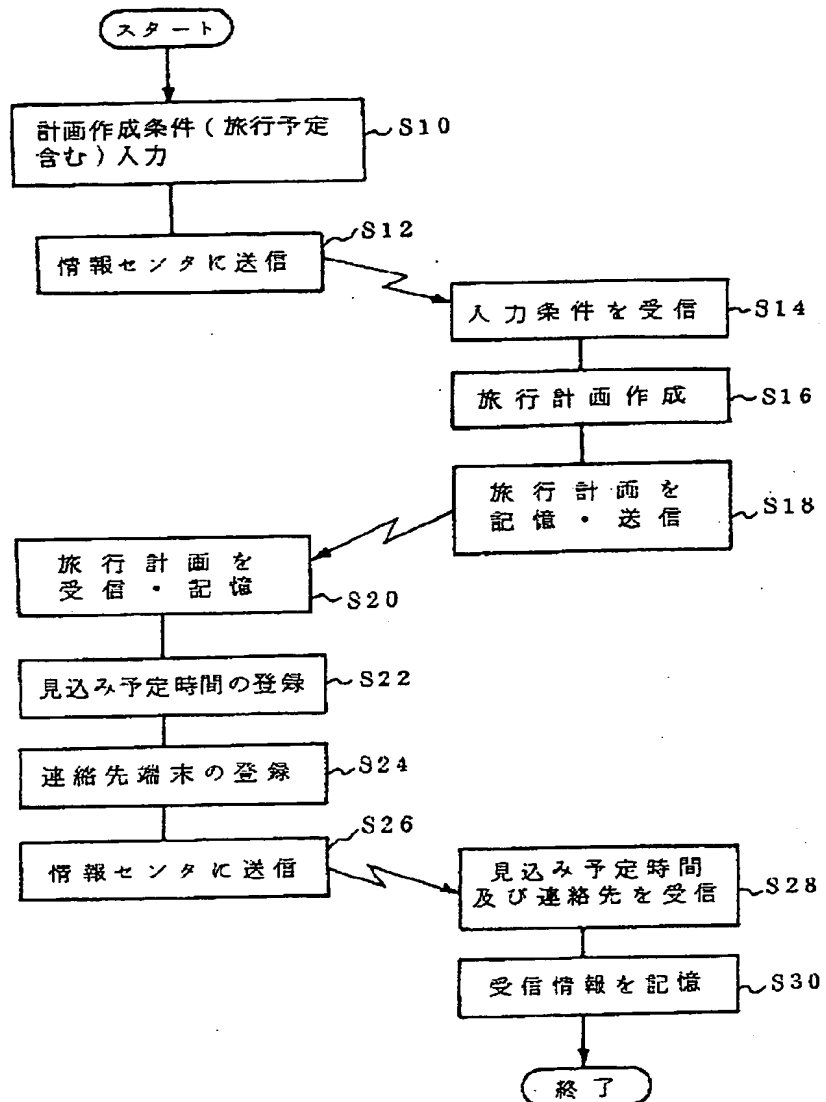 スタート
計画作成条件(旅行予定
含む)入力
S10
情報センタに送信
S12
入力条件を受信
S14
旅行計画作成
S16
旅行計画を
記憶・送信
S18
旅行計画を
受信・記憶
S20
見込み予定時間の登録
S22
連絡先端末の登録
S24
情報センタに送信
S26
見込み予定時間
及び連絡先を受信
S28
受信情報を記憶
S30
終了